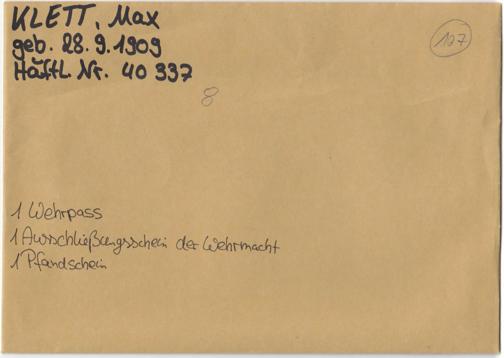 KLETT, Max
geb. 28.9.1909
Häftl. Nr. 40 337
127
8
1 Wehrpass
1 Ausschließungsschein der Wehrmacht
1 Pfandschein